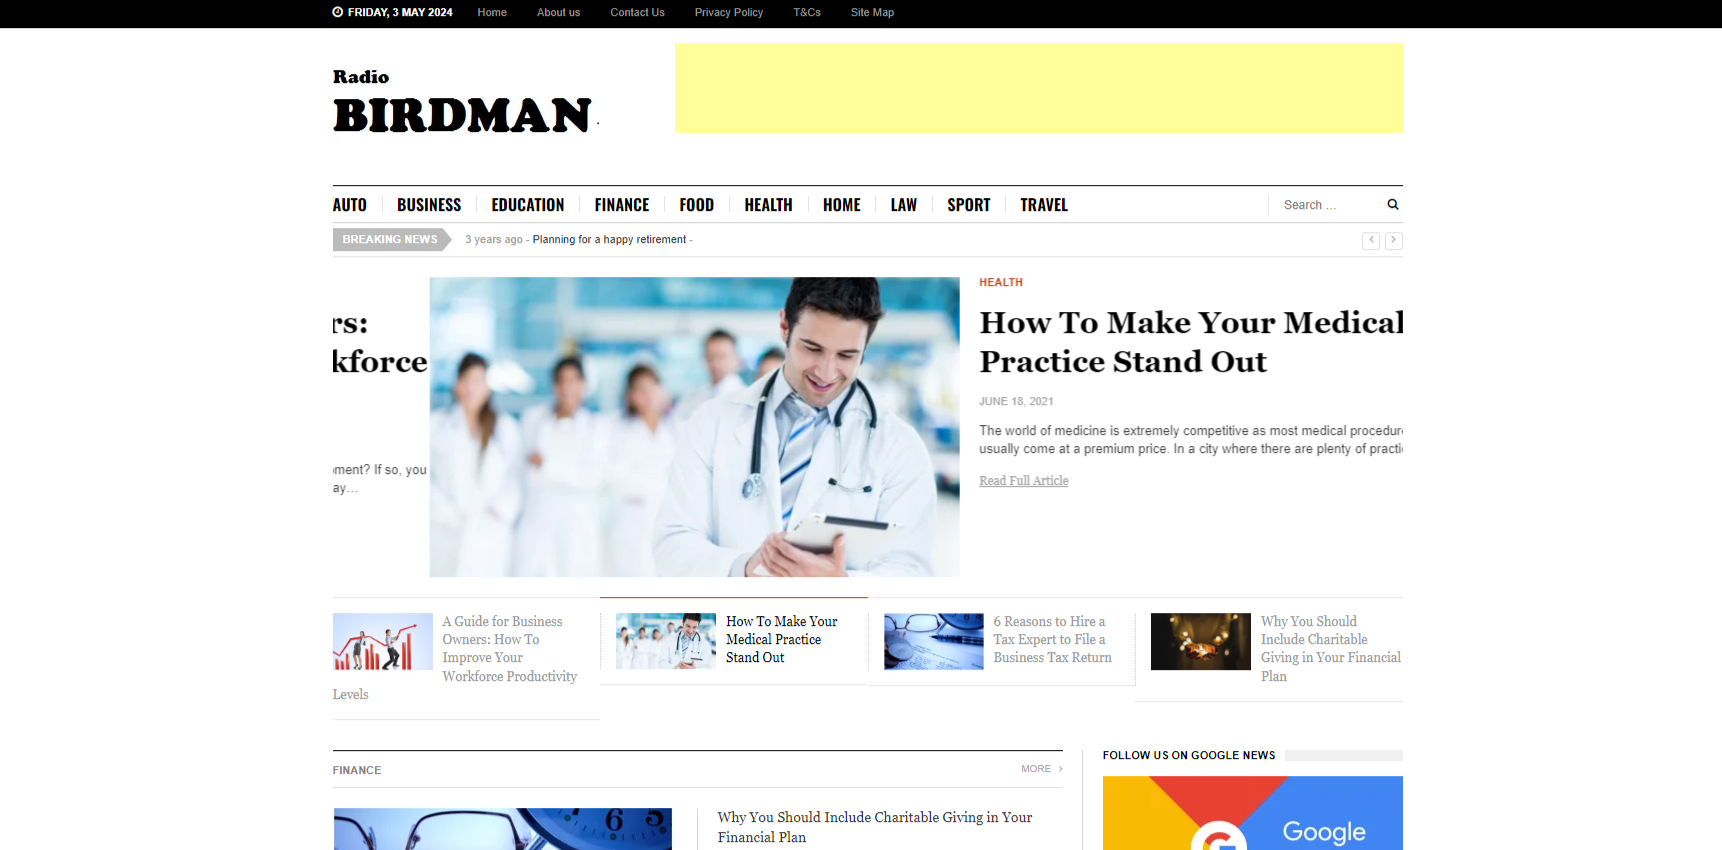 FRIDAY, 3 MAY 2024 Home About us Contact Us Privacy Policy T&Cs Site Map
Radio
BIRDMAN .
AUTO BUSINESS EDUCATION FINANCE FOOD HEALTH HOME LAW SPORT TRAVEL Search ...
BREAKING NEWS 3 years ago - Planning for a happy retirement -
rs:
kforce
oment? If so, you
ay…
HEALTH
How To Make Your Medical
Practice Stand Out
JUNE 18, 2021
The world of medicine is extremely competitive as most medical procedur
usually come at a premium price. In a city where there are plenty of practi
Read Full Article
A Guide for Business
Owners: How To
Improve Your
Workforce Productivity
Levels
How To Make Your
Medical Practice
Stand Out
6 Reasons to Hire a
Tax Expert to File a
Business Tax Return
Why You Should
Include Charitable
Giving in Your Financial
Plan
FINANCE MORE
6 5
Why You Should Include Charitable Giving in Your
Financial Plan
FOLLOW US ON GOOGLE NEWS
G Google